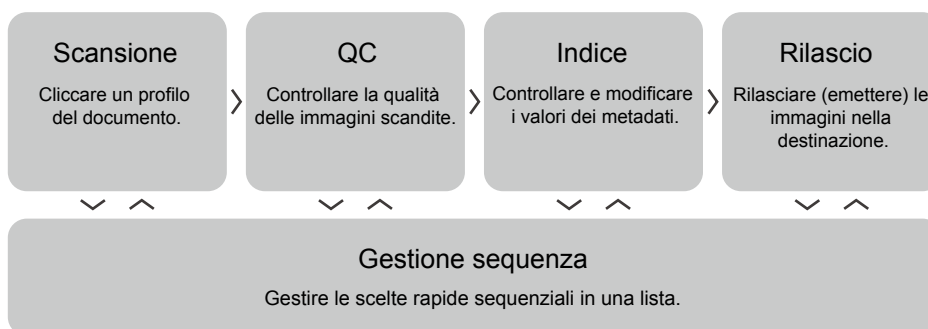 Scansione
Cliccare un profilo
del documento.
QC
Controllare la qualità
delle immagini scandite.
Indice
Controllare e modificare
i valori dei metadati.
Rilascio
Rilasciare (emettere) le
immagini nella
destinazione.
Gestione sequenza
Gestire le scelte rapide sequenziali in una lista.